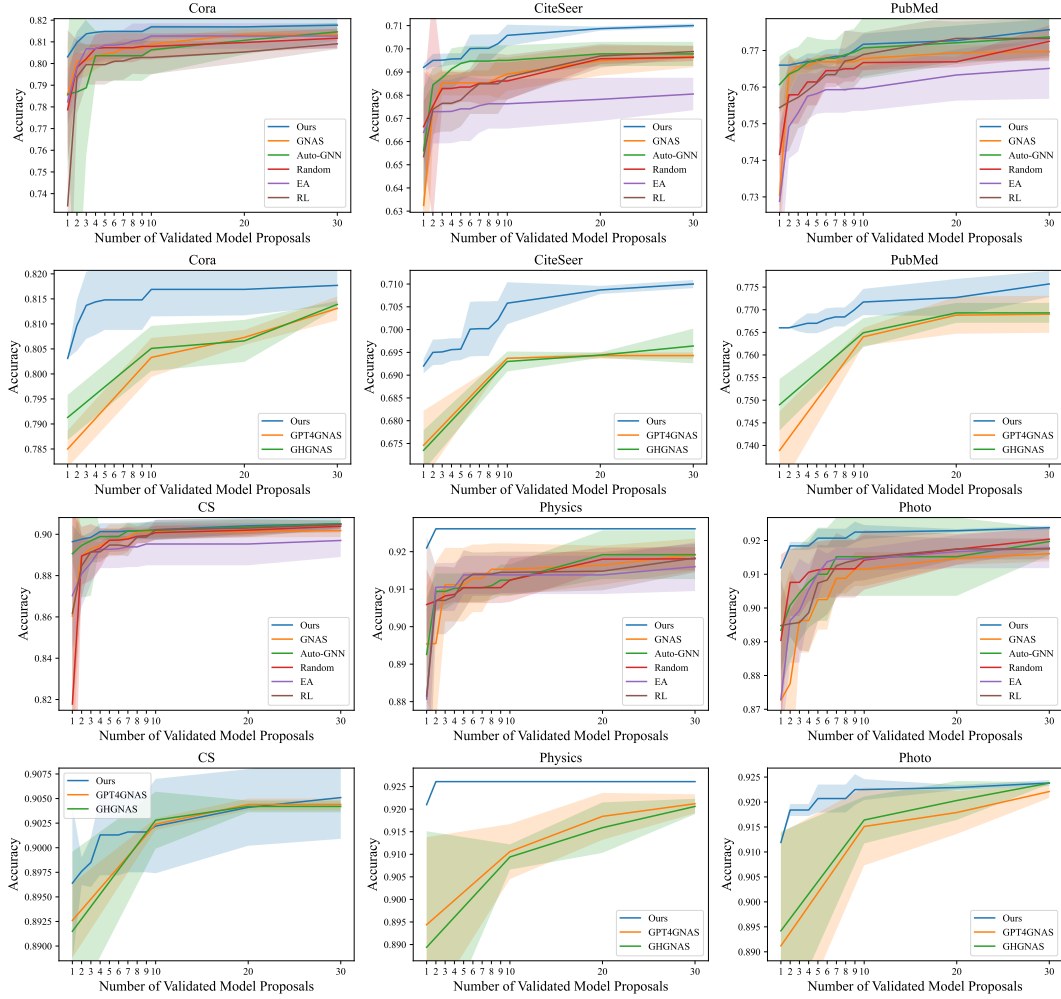 Cora CiteSeer PubMed
0.82 0.81 0.80 0.79 0.78 0.77 0.76 0.75 0.74
Accuracy
Ours
GNAS
Auto-GNN
Random
EA
RL
1 2 3 4 5 6 7 8 9 10 20 30
Number of Validated Model Proposals
0.71 0.70 0.69 0.68 0.67 0.66 0.65 0.64 0.63
Accuracy
Ours
GNAS
Auto-GNN
Random
EA
RL
1 2 3 4 5 6 7 8 9 10 20 30
Number of Validated Model Proposals
0.77 0.76 0.75 0.74 0.73
Accuracy
Ours
GNAS
Auto-GNN
Random
EA
RL
1 2 3 4 5 6 7 8 9 10 20 30
Number of Validated Model Proposals
Cora CiteSeer PubMed
0.820 0.815 0.810 0.805 0.800 0.795 0.790 0.785
Accuracy
Ours
GPT4GNAS
GHGNAS
1 2 3 4 5 6 7 8 9 10 20 30
Number of Validated Model Proposals
0.710 0.705 0.700 0.695 0.690 0.685 0.680 0.675
Accuracy
Ours
GPT4GNAS
GHGNAS
1 2 3 4 5 6 7 8 9 10 20 30
Number of Validated Model Proposals
0.775 0.770 0.765 0.760 0.755 0.750 0.745 0.740
Accuracy
Ours
GPT4GNAS
GHGNAS
1 2 3 4 5 6 7 8 9 10 20 30
Number of Validated Model Proposals
CS Physics Photo
0.90 0.88 0.86 0.84 0.82
Accuracy
Ours
GNAS
Auto-GNN
Random
EA
RL
1 2 3 4 5 6 7 8 9 10 20 30
Number of Validated Model Proposals
0.92 0.91 0.90 0.89 0.88
Accuracy
Ours
GNAS
Auto-GNN
Random
EA
RL
1 2 3 4 5 6 7 8 9 10 20 30
Number of Validated Model Proposals
0.92 0.91 0.90 0.89 0.88 0.87
Accuracy
Ours
GNAS
Auto-GNN
Random
EA
RL
1 2 3 4 5 6 7 8 9 10 20 30
Number of Validated Model Proposals
CS Physics Photo
0.9075 0.9050 0.9025 0.9000 0.8975 0.8950 0.8925 0.8900
Accuracy
Ours
GPT4GNAS
GHGNAS
1 2 3 4 5 6 7 8 9 10 20 30
Number of Validated Model Proposals
0.925 0.920 0.915 0.910 0.905 0.900 0.895 0.890
Accuracy
Ours
GPT4GNAS
GHGNAS
1 2 3 4 5 6 7 8 9 10 20 30
Number of Validated Model Proposals
0.925 0.920 0.915 0.910 0.905 0.900 0.895 0.890
Accuracy
Ours
GPT4GNAS
GHGNAS
1 2 3 4 5 6 7 8 9 10 20 30
Number of Validated Model Proposals